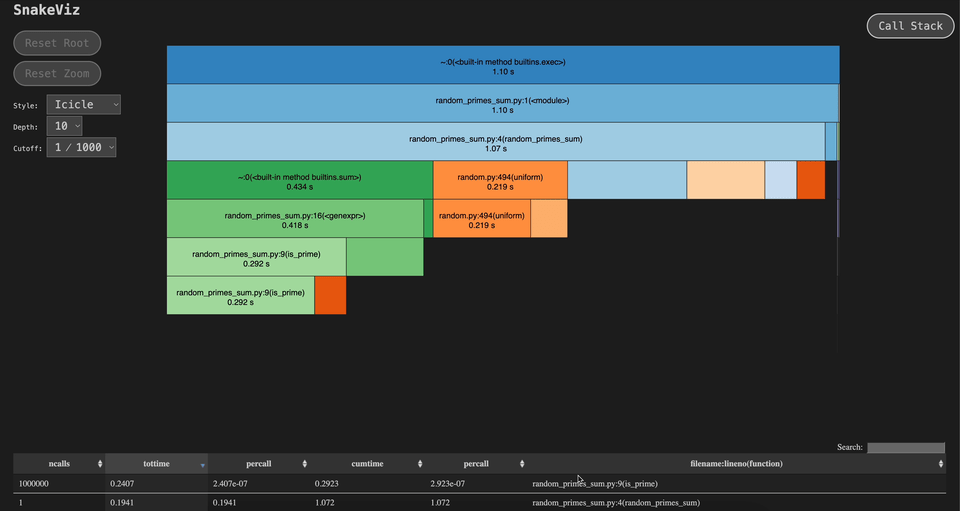 SnakeViz
Call Stack
Reset Root
Reset Zoom
Style: Icicle
Depth: 10
Cutoff: 1 / 1000
~:0(<built-in method builtins.exec>)
1.10 s
random_primes_sum.py:1(<module>)
1.10 s
random_primes_sum.py:4(random_primes_sum)
1.07 s
~:0(<built-in method builtins.sum>)
0.434 s
random.py:494(uniform)
0.219 s
random_primes_sum.py:16(<genexpr>)
0.418 s
random.py:494(uniform)
0.219 s
random_primes_sum.py:9(is_prime)
0.292 s
random_primes_sum.py:9(is_prime)
0.292 s
Search:
ncalls tottime percall cumtime percall filename:lineno(function)
1000000 0.2407 2.407e-07 0.2923 2.923e-07 random_primes_sum.py:9(is_prime)
1 0.1941 0.1941 1.072 1.072 random_primes_sum.py:4(random_primes_sum)